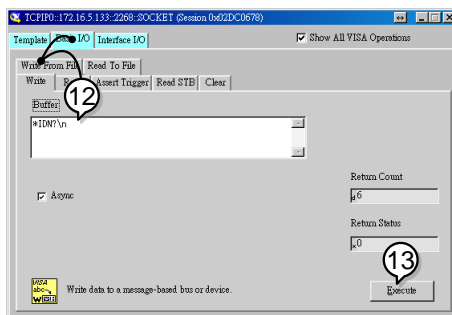 TCPIP0::172.16.5.133::2268::SOCKET (Session 0x02DC0678)
Template I/O Interface I/O Show All VISA Operations
Write From File Read To File
Write Assert Trigger Read STB Clear
12
Buffer
*IDN?\n
Return Count
Async
d 6
Return Status
x 0
13
VISA
abc
W
Write data to a message-based bus or device.
Execute